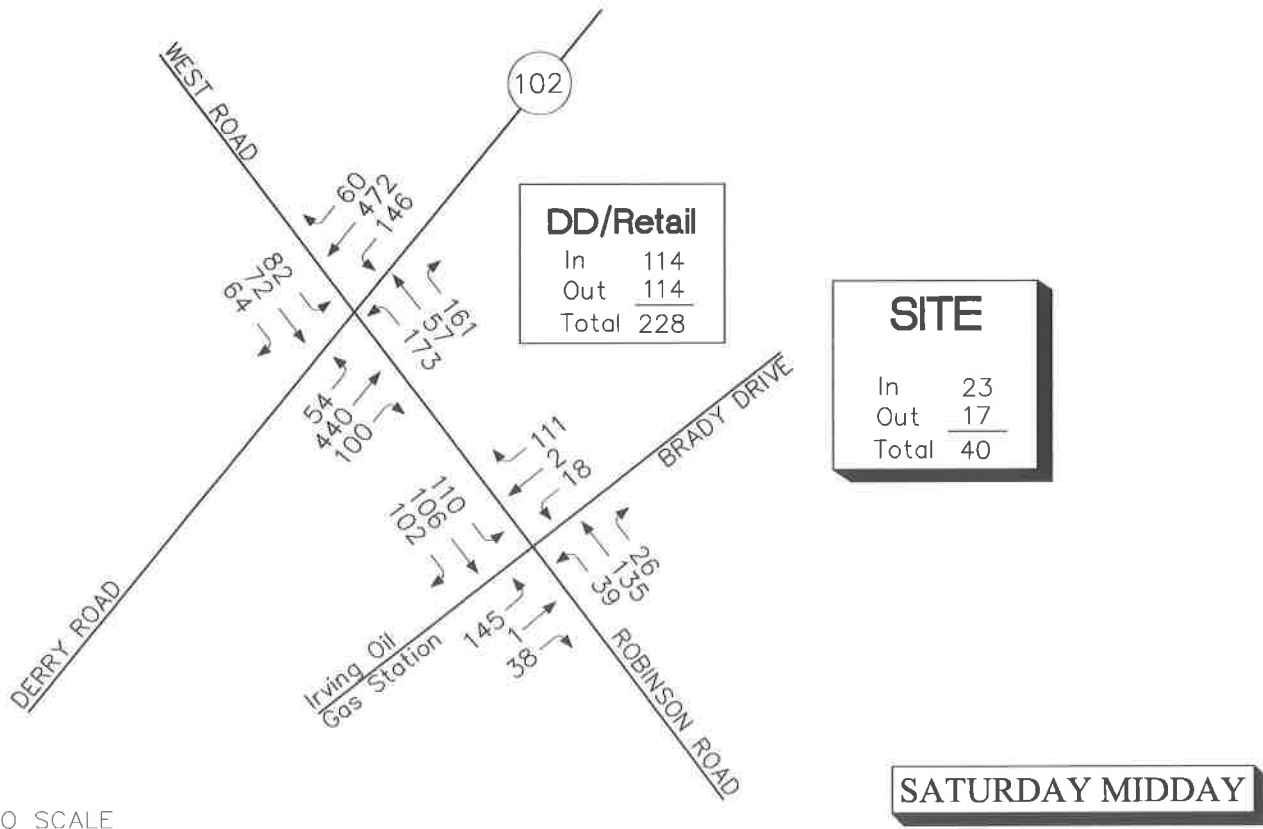 WEST ROAD
102
60
472
146
82
72
64
161
57
173
54
440
100
DD/Retail
In 114
Out 114
Total 228
SITE
In 23
Out 17
Total 40
BRADY DRIVE
111
2
18
110
106
102
26
135
39
145
1
38
DERRY ROAD
Irving Oil
Gas Station
ROBINSON ROAD
SATURDAY MIDDAY
O SCALE